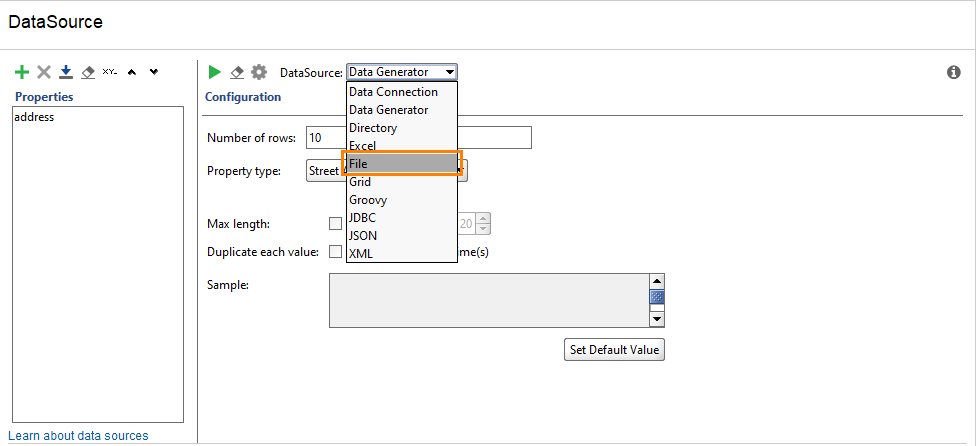 DataSource
XY=
DataSource: Data Generator
Properties
address
Configuration
Data Connection
Data Generator
Directory
Excel
File
Grid
Groovy
JDBC
JSON
XML
Number of rows: 10
Property type: Street
Max length: 20
Duplicate each value: me(s)
Sample:
Set Default Value
Learn about data sources